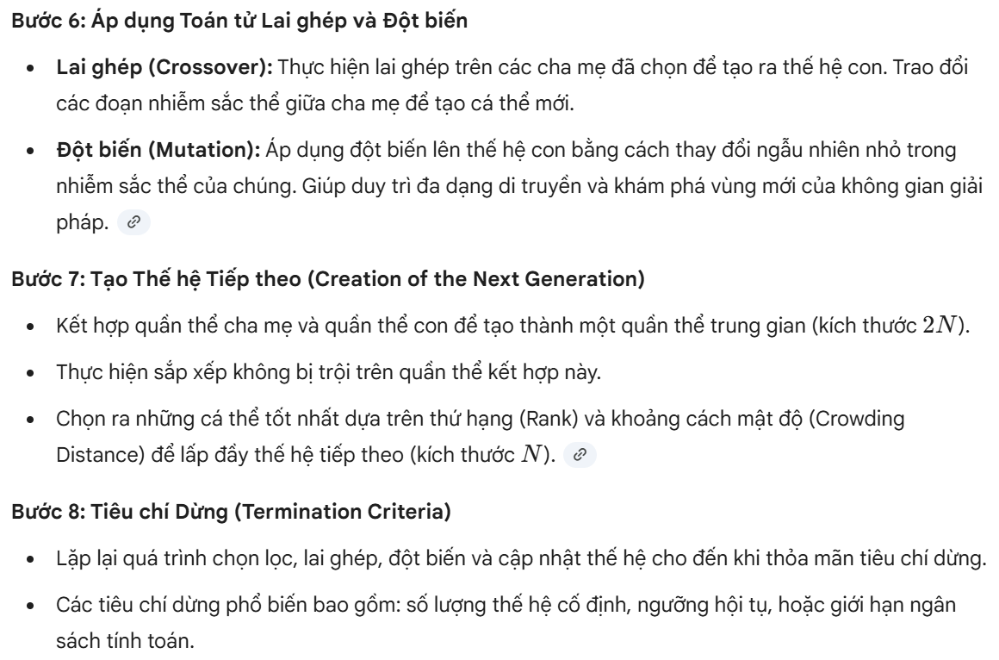 Bước 6: Áp dụng Toán tử Lai ghép và Đột biến
• Lai ghép (Crossover): Thực hiện lai ghép trên các cha mẹ đã chọn để tạo ra thế hệ con. Trao đổi
các đoạn nhiễm sắc thể giữa cha mẹ để tạo cá thể mới.
• Đột biến (Mutation): Áp dụng đột biến lên thế hệ con bằng cách thay đổi ngẫu nhiên nhỏ trong
nhiễm sắc thể của chúng. Giúp duy trì đa dạng di truyền và khám phá vùng mới của không gian giải
pháp.
Bước 7: Tạo Thế hệ Tiếp theo (Creation of the Next Generation)
• Kết hợp quần thể cha mẹ và quần thể con để tạo thành một quần thể trung gian (kích thước 2N).
• Thực hiện sắp xếp không bị trội trên quần thể kết hợp này.
• Chọn ra những cá thể tốt nhất dựa trên thứ hạng (Rank) và khoảng cách mật độ (Crowding
Distance) để lấp đầy thế hệ tiếp theo (kích thước N).
Bước 8: Tiêu chí Dừng (Termination Criteria)
• Lặp lại quá trình chọn lọc, lai ghép, đột biến và cập nhật thế hệ cho đến khi thỏa mãn tiêu chí dừng.
• Các tiêu chí dừng phổ biến bao gồm: số lượng thế hệ cố định, ngưỡng hội tụ, hoặc giới hạn ngân
sách tính toán.